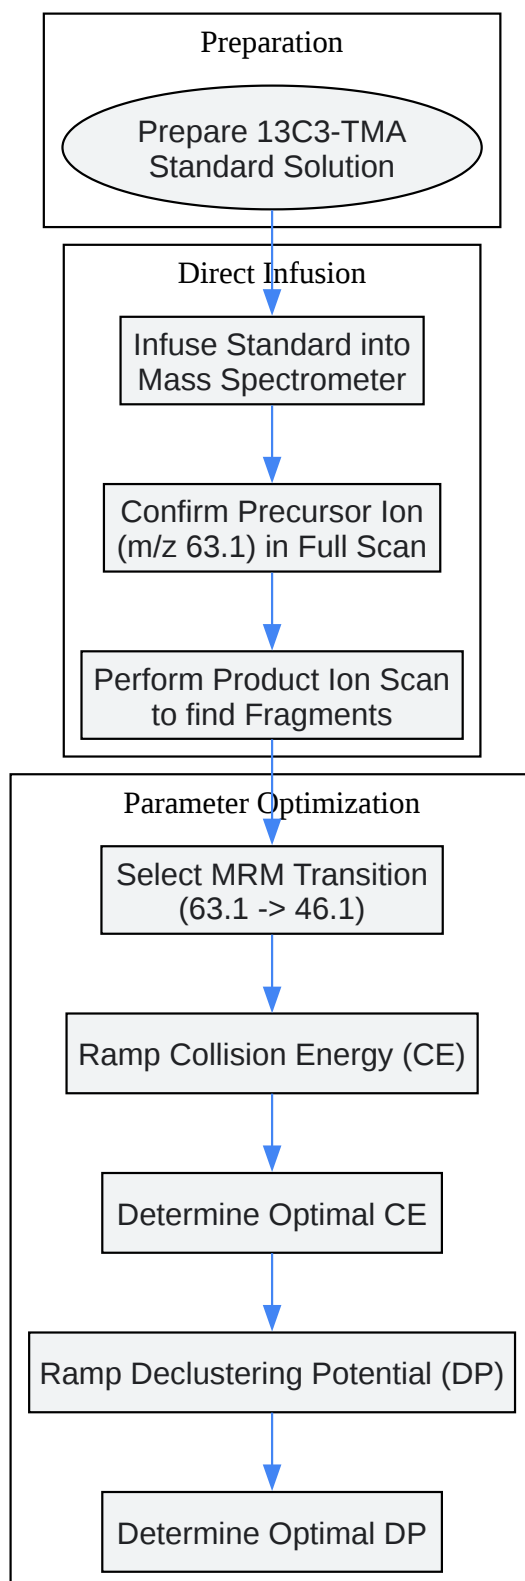 Preparation
Prepare 13C3-TMA
Standard Solution
Direct Infusion
Infuse Standard into
Mass Spectrometer
Confirm Precursor Ion
(m/z 63.1) in Full Scan
Perform Product Ion Scan
to find Fragments
Parameter Optimization
Select MRM Transition
(63.1 -> 46.1)
Ramp Collision Energy (CE)
Determine Optimal CE
Ramp Declustering Potential (DP)
Determine Optimal DP